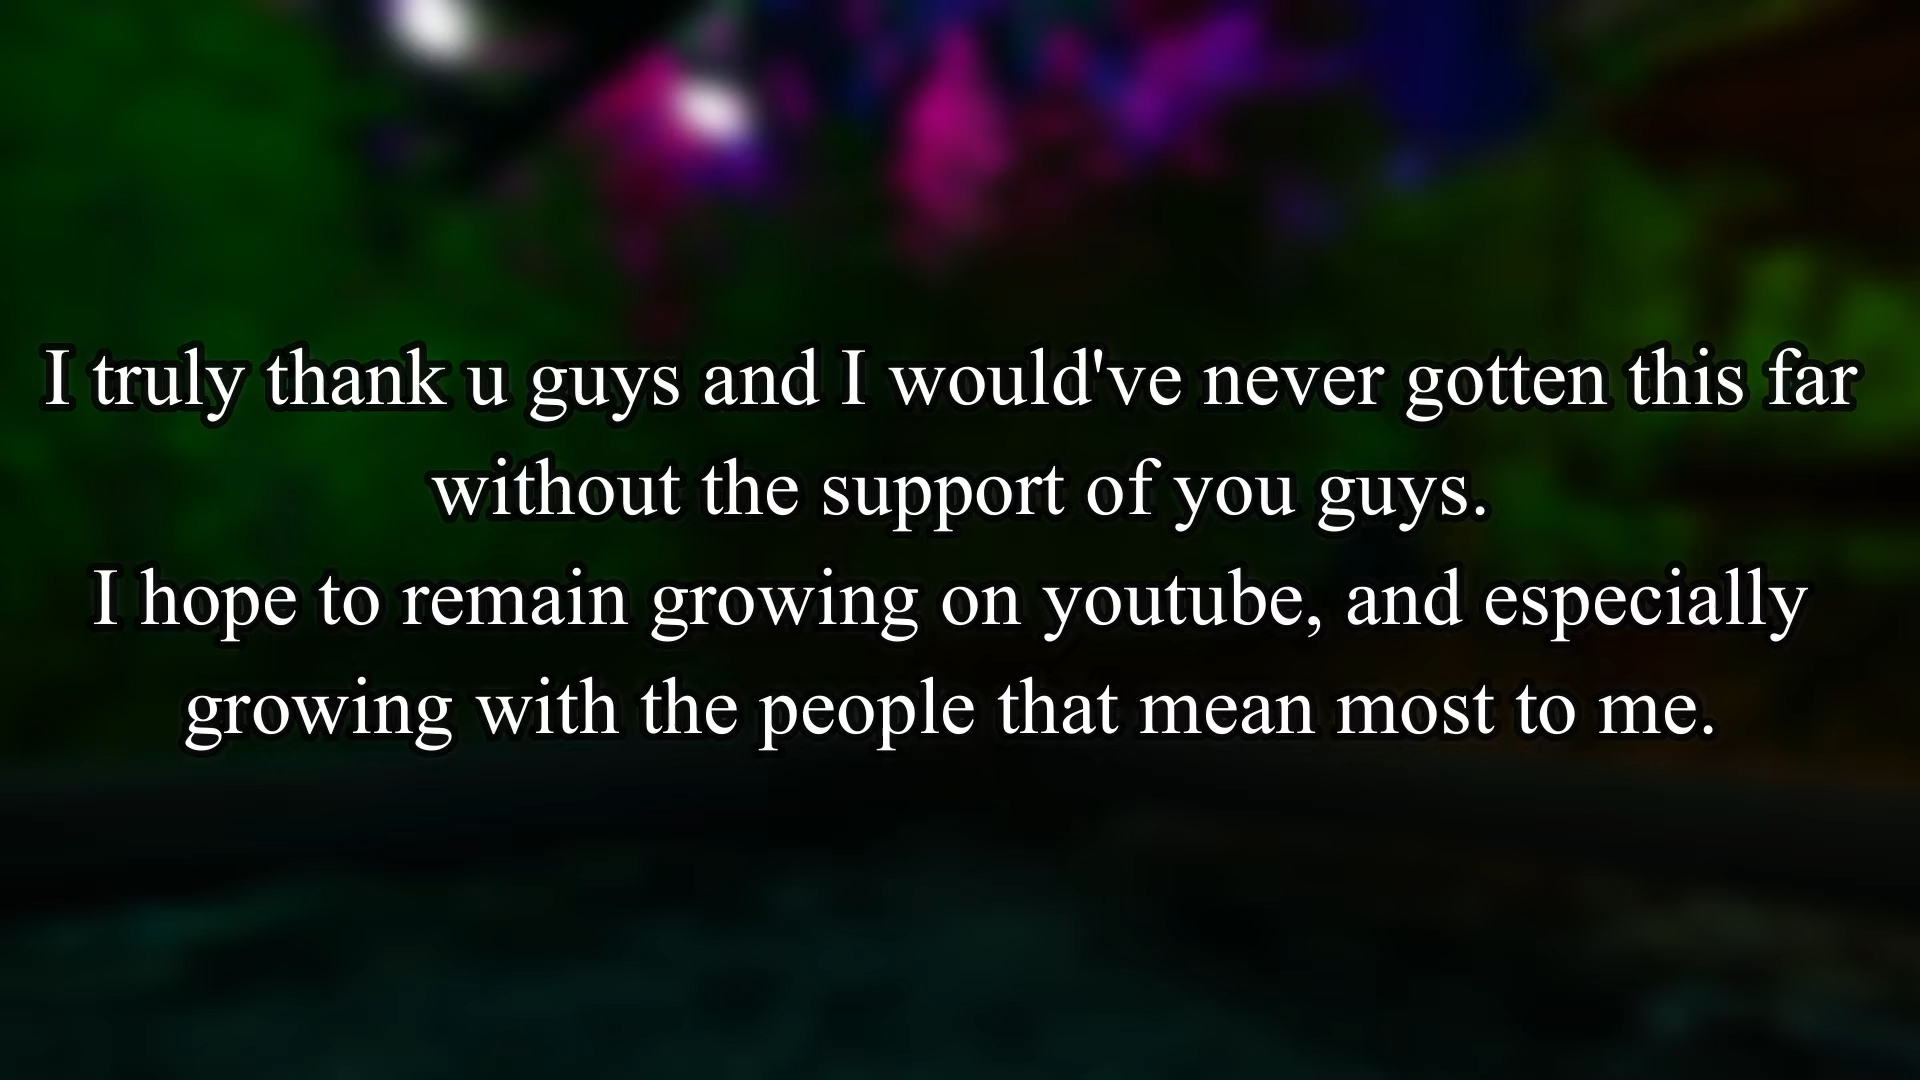 I truly thank u guys and I would've never gotten this far
without the support of you guys.
I hope to remain growing on youtube, and especially
growing with the people that mean most to me.